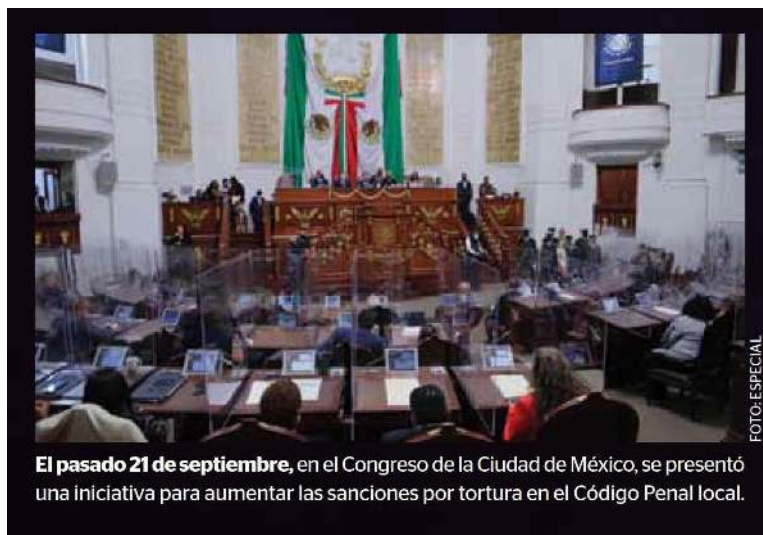 FOTO: ESPECIAL
El pasado 21 de septiembre, en el Congreso de la Ciudad de México, se presentó
una iniciativa para aumentar las sanciones por tortura en el Código Penal local.